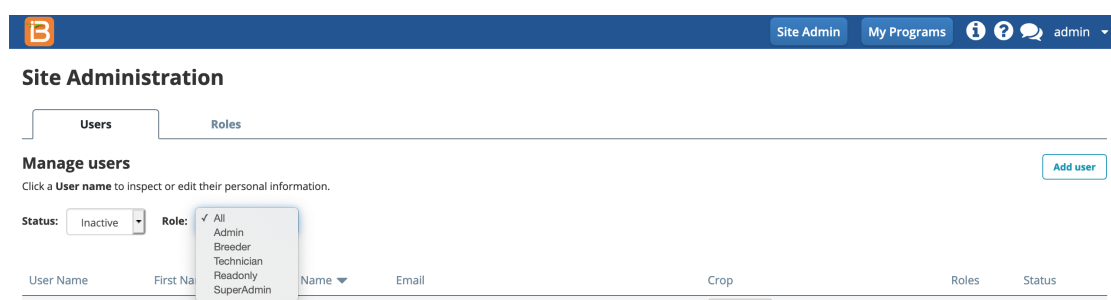 B
Site Admin My Programs i ? admin
Site Administration
Users Roles
Manage users
Add user
Click a User name to inspect or edit their personal information.
Status: Inactive Role: ✓ All
Admin
Breeder
Technician
Readonly
SuperAdmin
User Name First Na Name Email Crop Roles Status